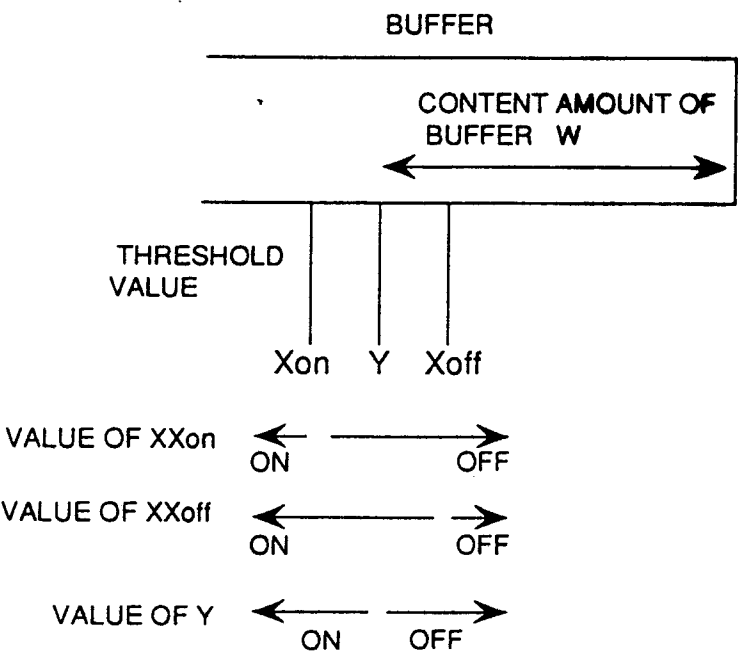 BUFFER
CONTENT AMOUNT OF
BUFFER W
THRESHOLD
VALUE
Xon Y Xoff
VALUE OF XXon
ON OFF
VALUE OF XXoff
ON OFF
VALUE OF Y
ON OFF